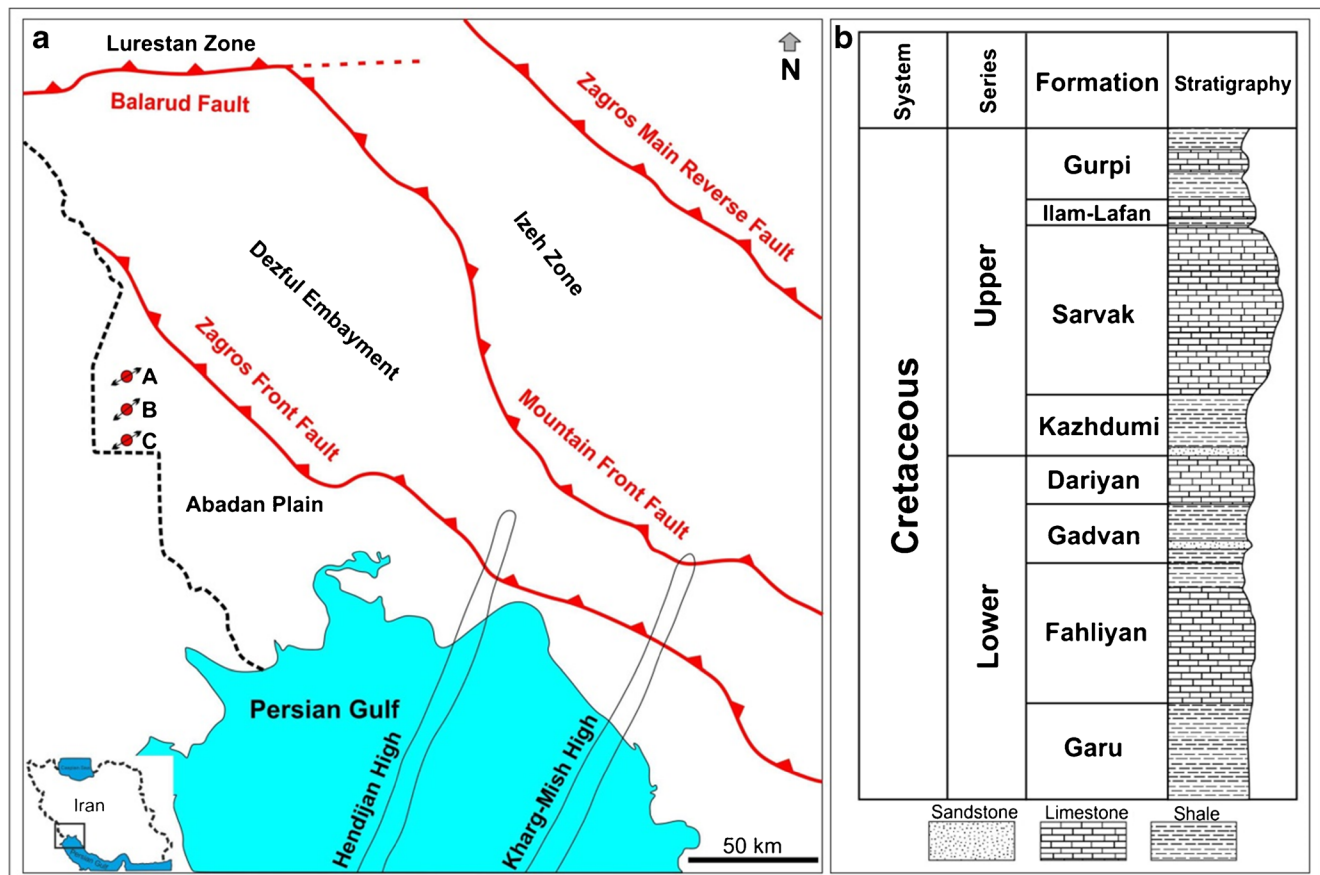 a
Lurestan Zone
N
Balarud Fault
Zagros Main Reverse Fault
Izeh Zone
Dezful Embayment
Zagros Front Fault
Mountain Front Fault
A
B
C
Abadan Plain
Persian Gulf
Hendijan High
Kharg-Mish High
Iran
Persian Gulf
50 km
b
System
Series
Formation
Stratigraphy
Cretaceous
Upper
Lower
Gurpi
Ilam-Lafan
Sarvak
Kazhdumi
Dariyan
Gadvan
Fahliyan
Garu
Sandstone
Limestone
Shale